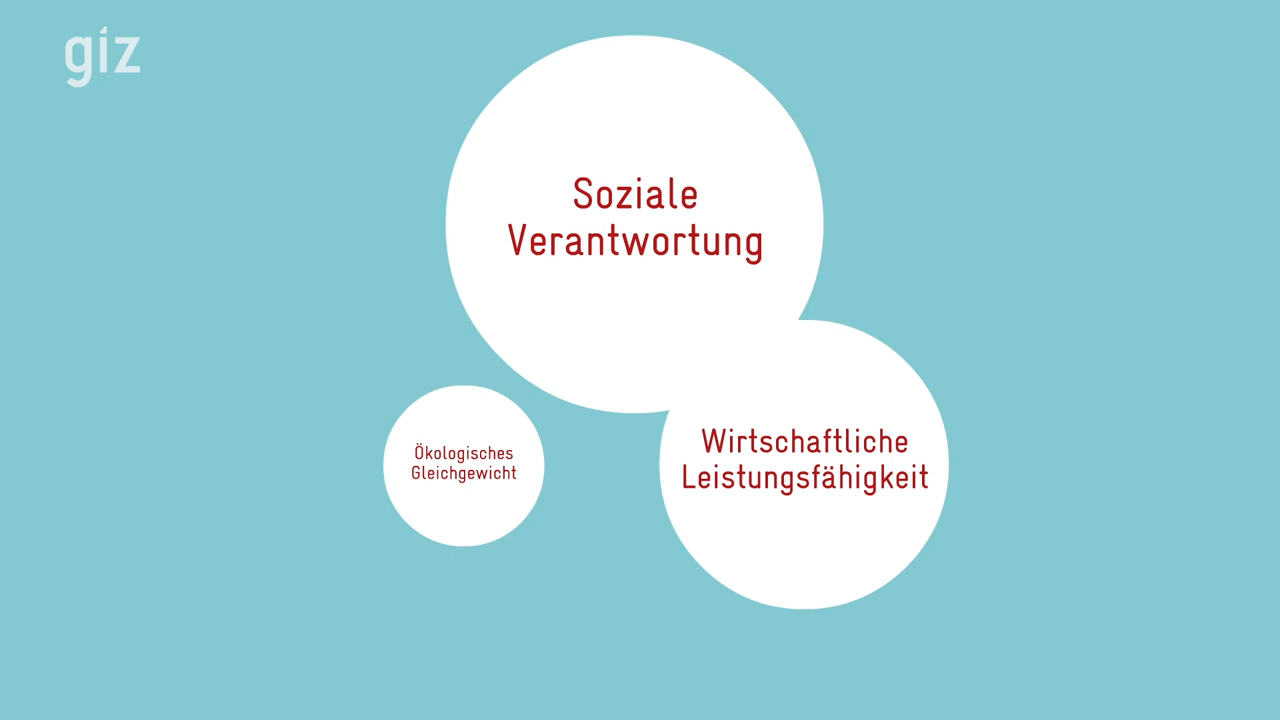 giz
Soziale
Verantwortung
Ökologisches
Gleichgewicht
Wirtschaftliche
Leistungsfähigkeit